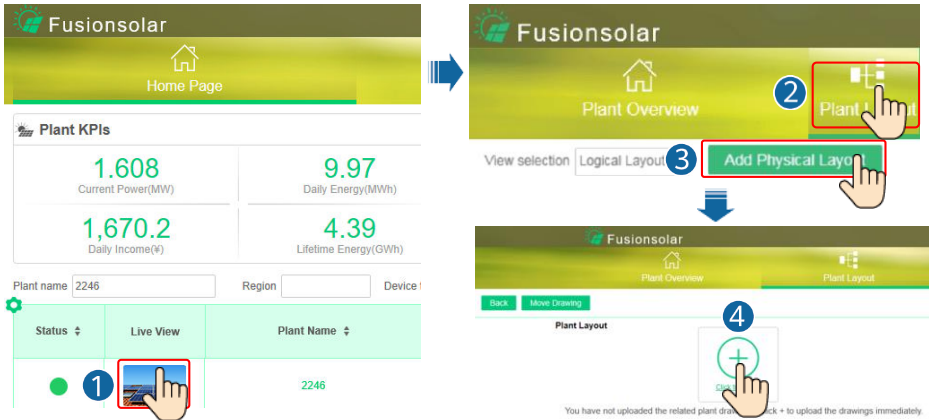 Fusionsolar
Home Page
Plant KPIs
1.608
Current Power(MW)
9.97
Daily Energy(MWh)
1,670.2
Daily Income(¥)
4.39
Lifetime Energy(GWh)
Plant name 2246 Region Device
Status Live View Plant Name
1
2246
Fusionsolar
Plant Overview
2
Plant
View selection Logical Layout
3
Add Physical Layout
Fusionsolar
Plant Overview
Plant Layout
Back Move Drawing
Plant Layout
4
Click
You have not uploaded the related plant + to upload the drawings immediately.